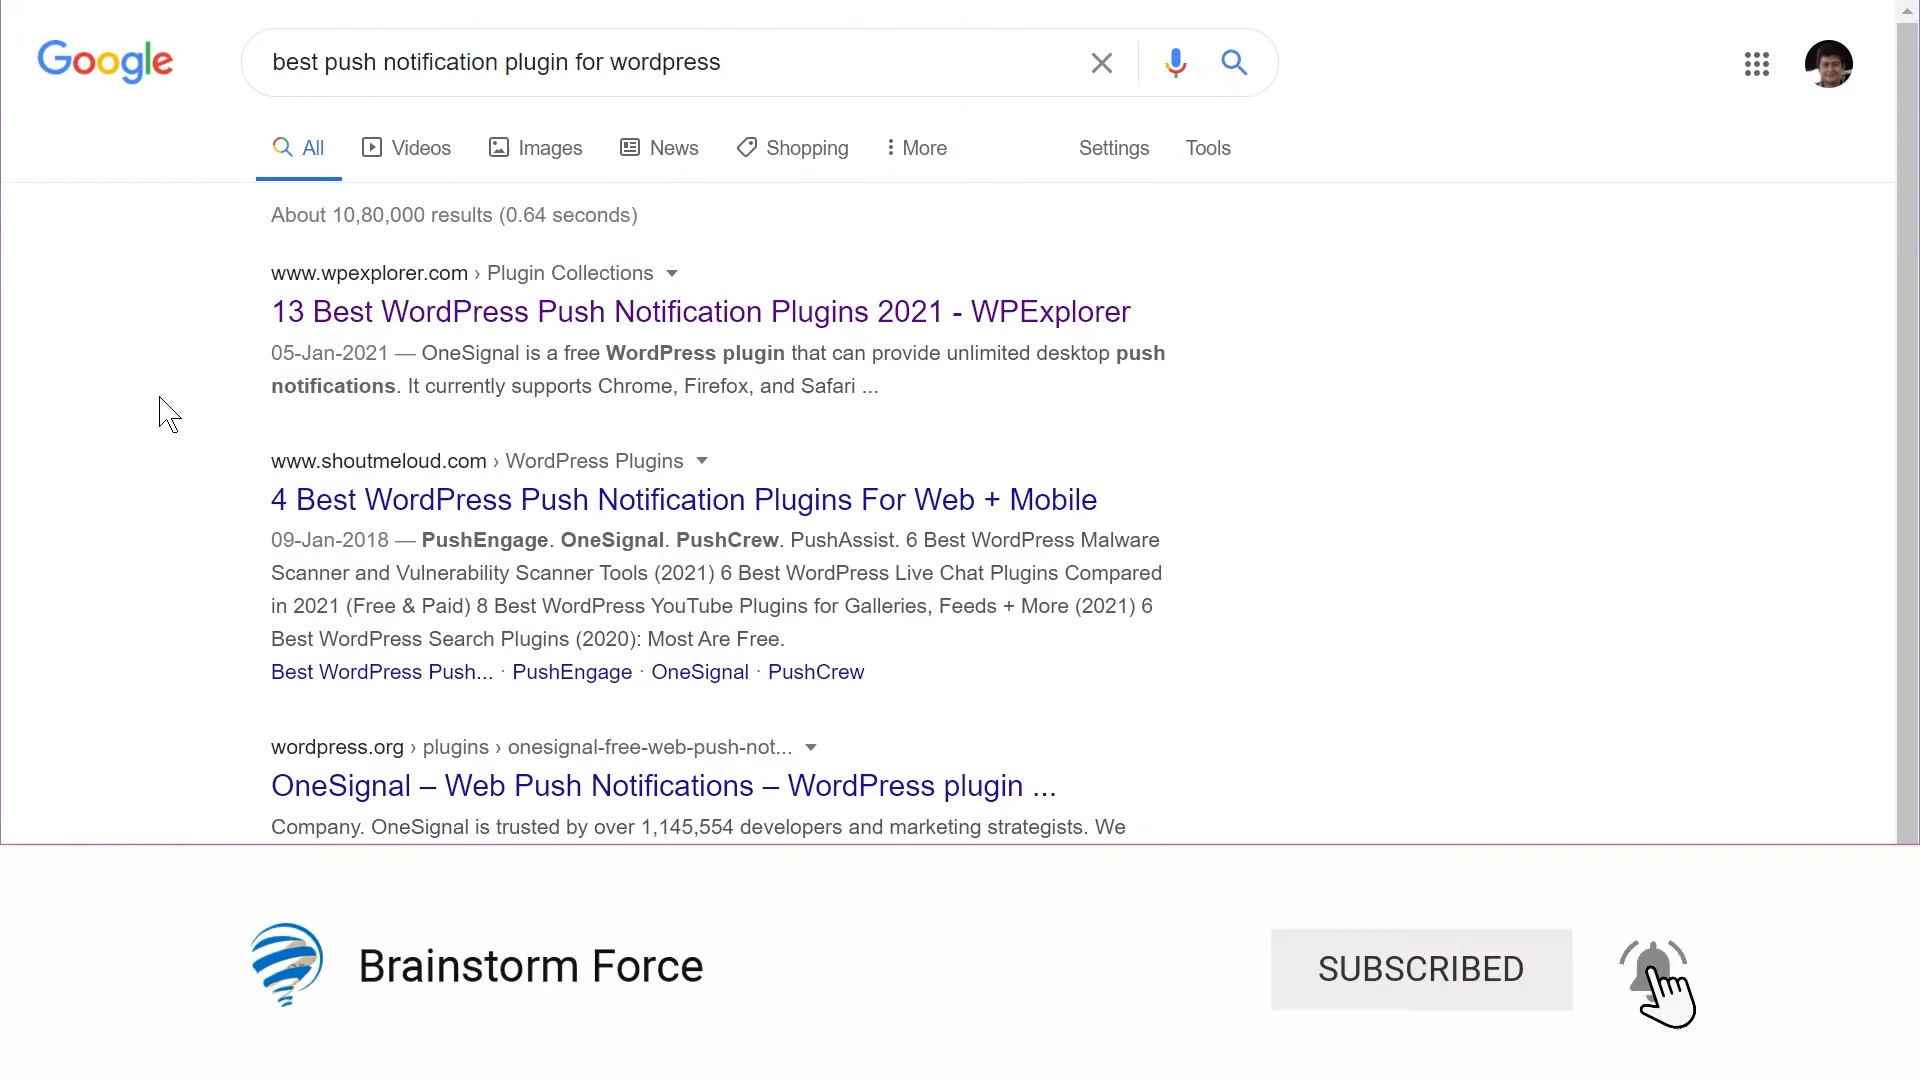 Google
best push notification plugin for wordpress
All Videos Images News Shopping More Settings Tools
About 10,80,000 results (0.64 seconds)
www.wpexplorer.com › Plugin Collections
13 Best WordPress Push Notification Plugins 2021 - WPExplorer
05-Jan-2021 — OneSignal is a free WordPress plugin that can provide unlimited desktop push
notifications. It currently supports Chrome, Firefox, and Safari ...
www.shoutmeloud.com › WordPress Plugins
4 Best WordPress Push Notification Plugins For Web + Mobile
09-Jan-2018 — PushEngage. OneSignal. PushCrew. PushAssist. 6 Best WordPress Malware
Scanner and Vulnerability Scanner Tools (2021) 6 Best WordPress Live Chat Plugins Compared
in 2021 (Free & Paid) 8 Best WordPress YouTube Plugins for Galleries, Feeds + More (2021) 6
Best WordPress Search Plugins (2020): Most Are Free.
Best WordPress Push... · PushEngage · OneSignal · PushCrew
wordpress.org › plugins › onesignal-free-web-push-not...
OneSignal – Web Push Notifications – WordPress plugin ...
Company. OneSignal is trusted by over 1,145,554 developers and marketing strategists. We
Brainstorm Force
SUBSCRIBED